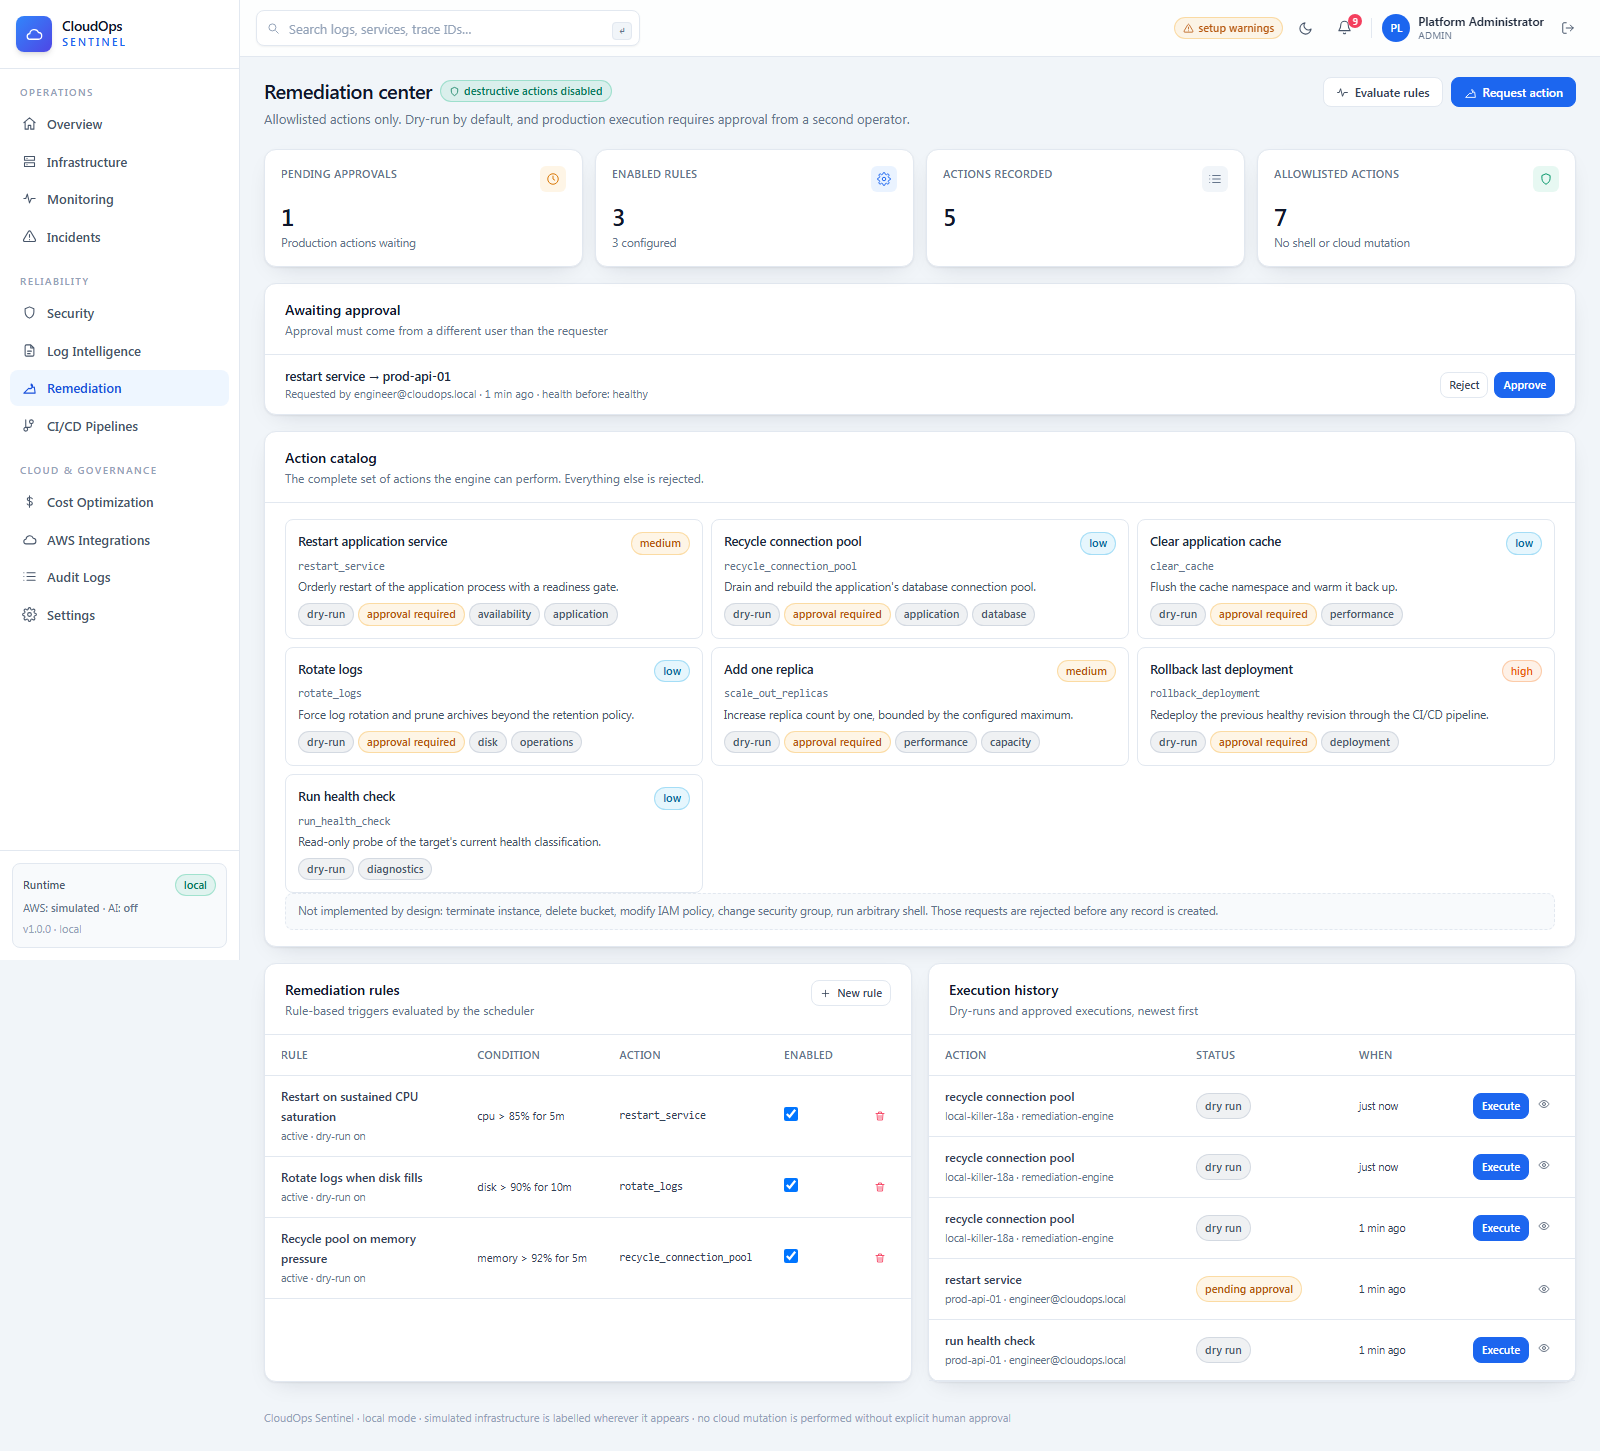 CloudOps
SENTINEL
Search logs, services, trace IDs...
setup warnings
9
PL
Platform Administrator
ADMIN
OPERATIONS
Overview
Infrastructure
Monitoring
Incidents
RELIABILITY
Security
Log Intelligence
Remediation
CI/CD Pipelines
CLOUD & GOVERNANCE
Cost Optimization
AWS Integrations
Audit Logs
Settings
Runtime
local
AWS: simulated · AI: off
v1.0.0 · local
Remediation center
destructive actions disabled
Allowlisted actions only. Dry-run by default, and production execution requires approval from a second operator.
Evaluate rules
Request action
PENDING APPROVALS
1
Production actions waiting
ENABLED RULES
3
3 configured
ACTIONS RECORDED
5
ALLOWLISTED ACTIONS
7
No shell or cloud mutation
Awaiting approval
Approval must come from a different user than the requester
restart service → prod-api-01
Requested by engineer@cloudops.local · 1 min ago · health before: healthy
Reject
Approve
Action catalog
The complete set of actions the engine can perform. Everything else is rejected.
Restart application service
medium
restart_service
Orderly restart of the application process with a readiness gate.
dry-run
approval required
availability
application
Recycle connection pool
low
recycle_connection_pool
Drain and rebuild the application's database connection pool.
dry-run
approval required
application
database
Clear application cache
low
clear_cache
Flush the cache namespace and warm it back up.
dry-run
approval required
performance
Rotate logs
low
rotate_logs
Force log rotation and prune archives beyond the retention policy.
dry-run
approval required
disk
operations
Add one replica
medium
scale_out_replicas
Increase replica count by one, bounded by the configured maximum.
dry-run
approval required
performance
capacity
Rollback last deployment
high
rollback_deployment
Redeploy the previous healthy revision through the CI/CD pipeline.
dry-run
approval required
deployment
Run health check
low
run_health_check
Read-only probe of the target's current health classification.
dry-run
diagnostics
Not implemented by design: terminate instance, delete bucket, modify IAM policy, change security group, run arbitrary shell. Those requests are rejected before any record is created.
Remediation rules
Rule-based triggers evaluated by the scheduler
New rule
RULE
CONDITION
ACTION
ENABLED
Restart on sustained CPU
saturation
active · dry-run on
cpu > 85% for 5m
restart_service
Rotate logs when disk fills
active · dry-run on
disk > 90% for 10m
rotate_logs
Recycle pool on memory
pressure
active · dry-run on
memory > 92% for 5m
recycle_connection_pool
Execution history
Dry-runs and approved executions, newest first
ACTION
STATUS
WHEN
recycle connection pool
local-killer-18a · remediation-engine
dry run
just now
Execute
recycle connection pool
local-killer-18a · remediation-engine
dry run
just now
Execute
recycle connection pool
local-killer-18a · remediation-engine
dry run
1 min ago
Execute
restart service
prod-api-01 · engineer@cloudops.local
pending approval
1 min ago
run health check
prod-api-01 · engineer@cloudops.local
dry run
1 min ago
Execute
CloudOps Sentinel · local mode · simulated infrastructure is labelled wherever it appears · no cloud mutation is performed without explicit human approval